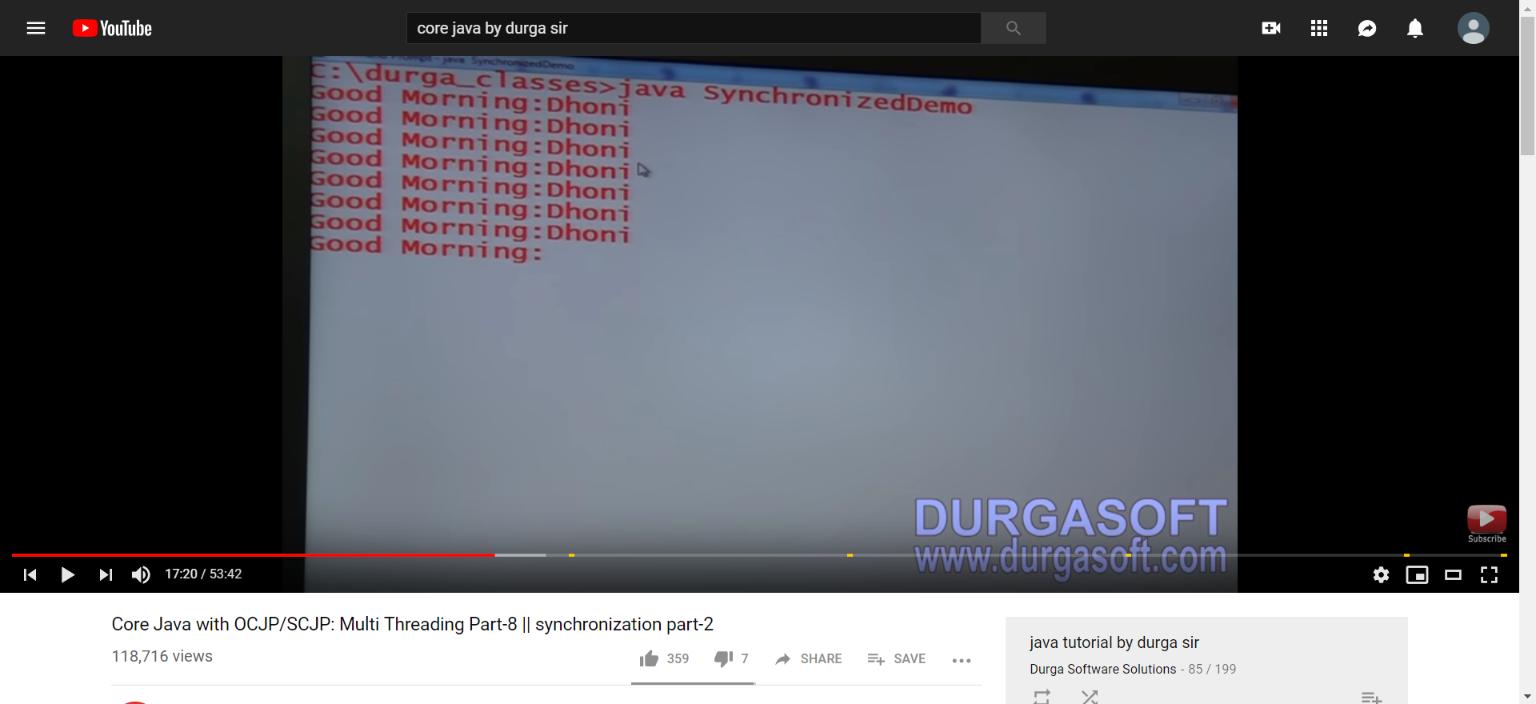 YouTube
core java by durga sir
Prompt - java SynchronizedDemo
C:\durga_classes>java SynchronizedDemo
Good Morning:Dhoni
Good Morning:Dhoni
Good Morning:Dhoni
Good Morning:Dhoni
Good Morning:Dhoni
Good Morning:Dhoni
Good Morning:Dhoni
Good Morning:
DURGASOFT
www.durgasoft.com
Subscribe
17:20 / 53:42
Core Java with OCJP/SCJP: Multi Threading Part-8 || synchronization part-2
118,716 views
359
7
SHARE
SAVE
java tutorial by durga sir
Durga Software Solutions - 85 / 199